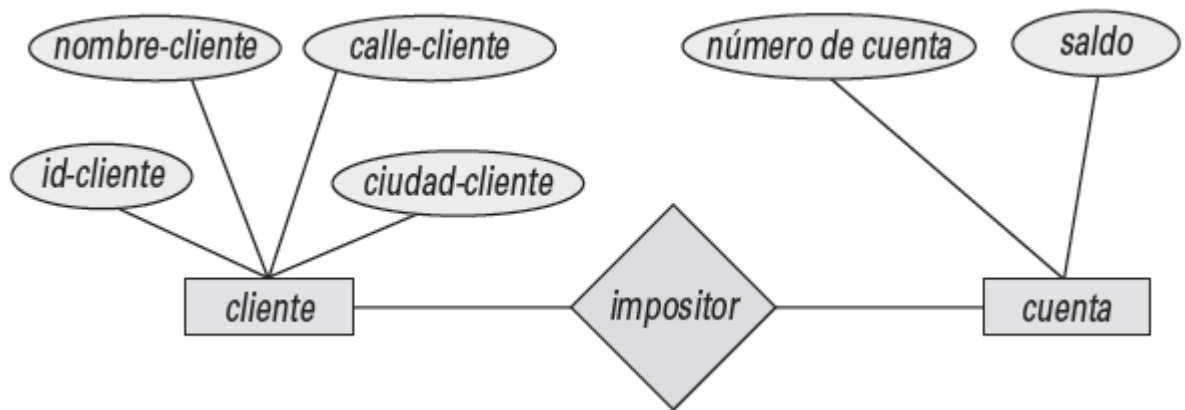 nombre-cliente
calle-cliente
número de cuenta
saldo
id-cliente
ciudad-cliente
cliente
impositor
cuenta